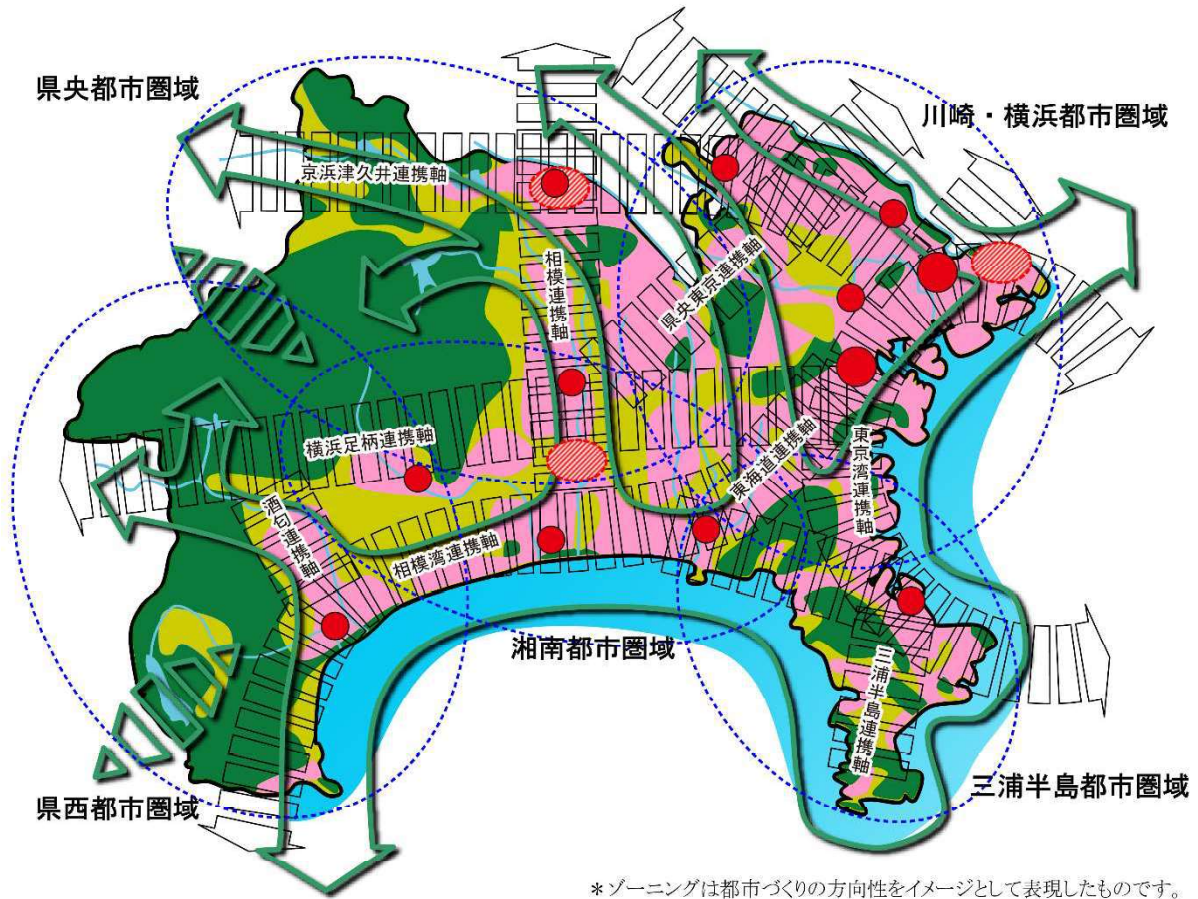 県央都市圏域
川崎・横浜都市圏域
京浜津久井連携軸
相模連携軸
県央東京連携軸
横浜足柄連携軸
東海道連携軸
東京湾連携軸
酒匂連携軸
相模湾連携軸
湘南都市圏域
三浦半島連携軸
県西都市圏域
三浦半島都市圏域
*ゾーニングは都市づくりの方向性をイメージとして表現したものです。